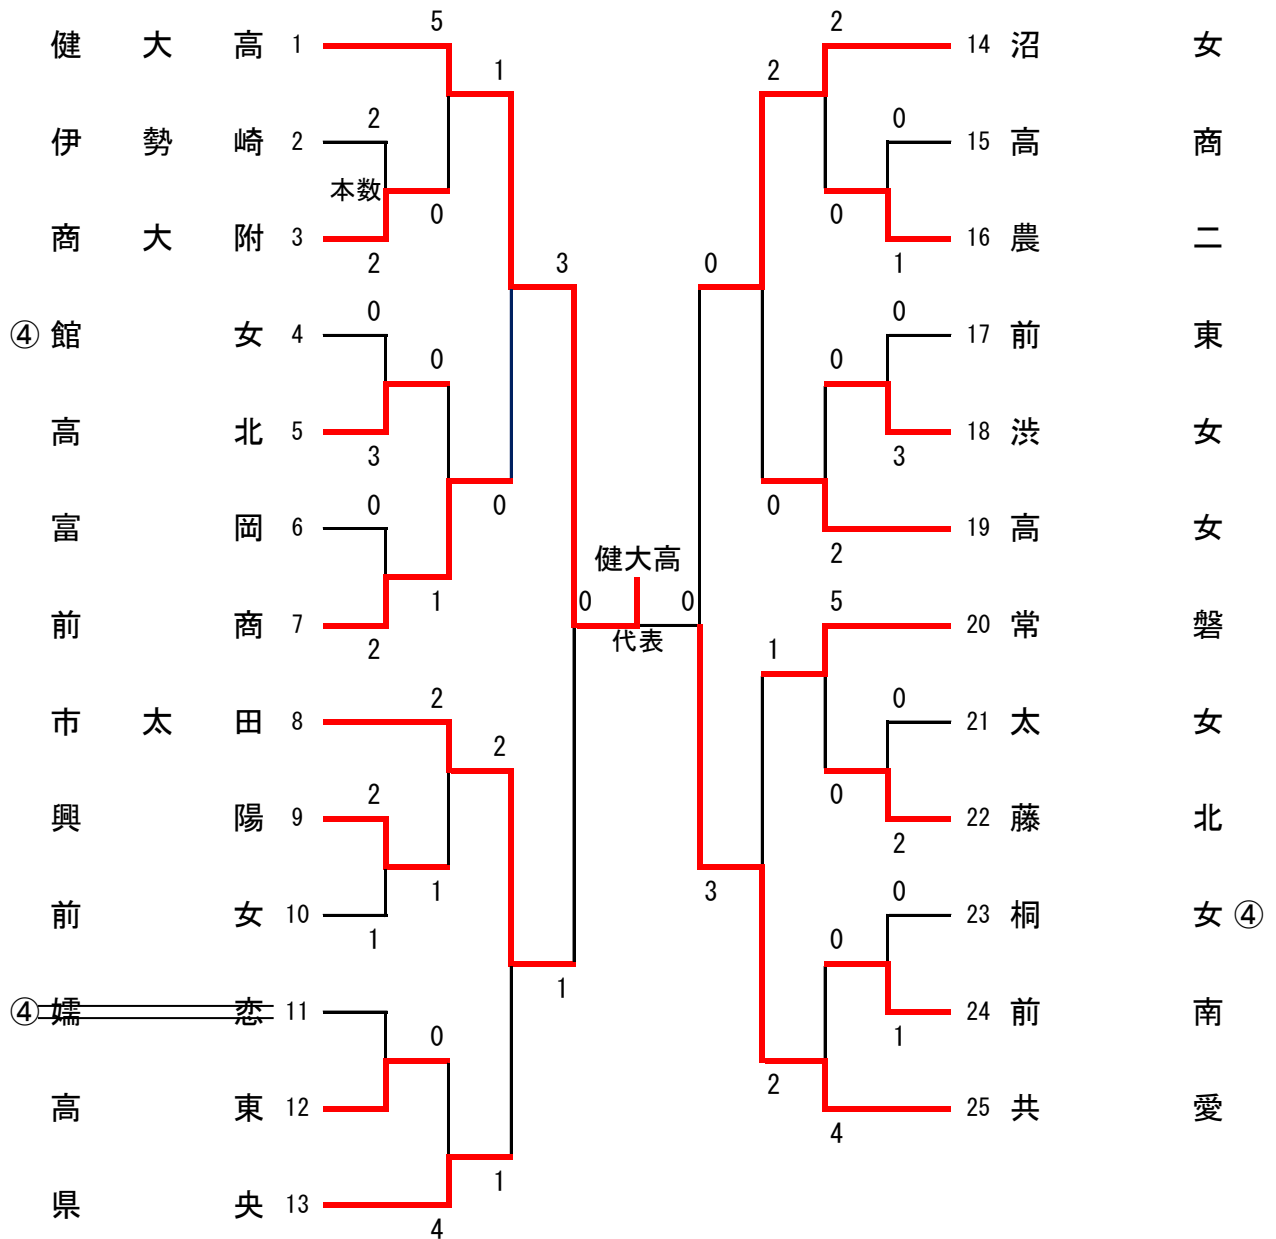 5
2
健大高 1
14 沼女
1
2
2
0
伊勢崎 2
15 高商
本数
0
0
商大附 3
16 農二
2
1
3
0
0
0
④ 館女 4
17 前東
0
0
高北 5
18 渋女
3
3
0
0
0
富岡 6
19 高女
2
健大高
1
0
0
5
前商 7
20 常磐
代表
2
1
2
0
市太田 8
21 太女
2
2
0
興陽 9
22 藤北
2
1
3
0
前女 10
23 桐女 ④
1
0
1
④ 嬬恋 11
24 前南
0
1
2
高東 12
25 共愛
4
1
県央 13
4